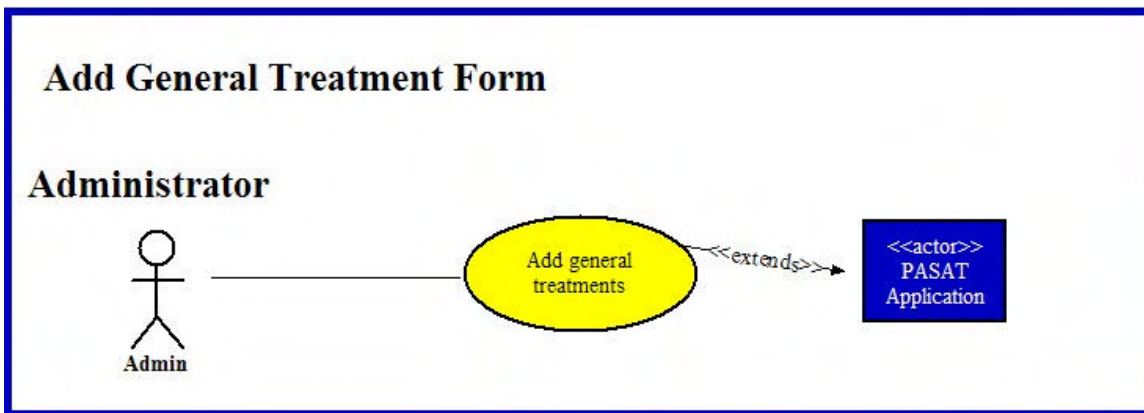 Add General Treatment Form
Administrator
Admin
Add general
treatments
<<extends>>
<<actor>>
PASAT
Application